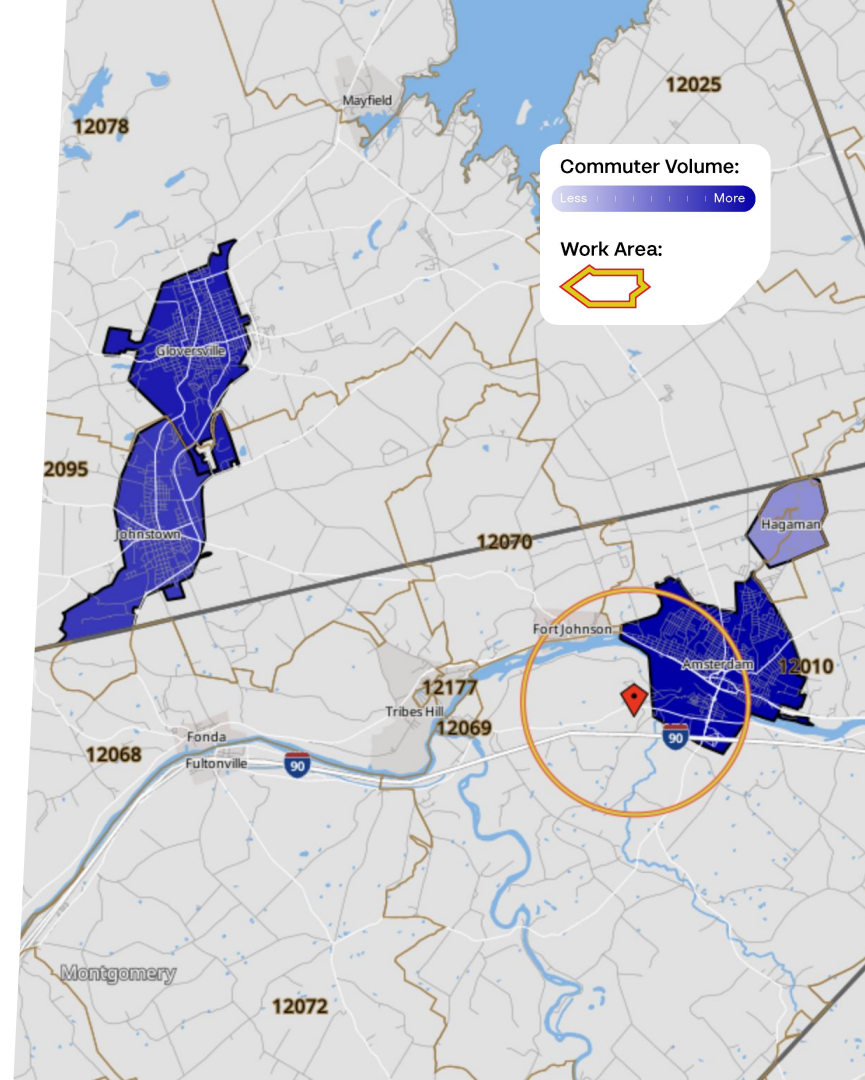 Mayfield
12025
12078
Commuter Volume:
Less More
Work Area:
Gloversville
2095
Johnstown
12070
Hagaman
Fort Johnson
Amsterdam
12010
12177
Tribes Hill
12069
Fonda
90
12068
Fultonville
90
Montgomery
12072